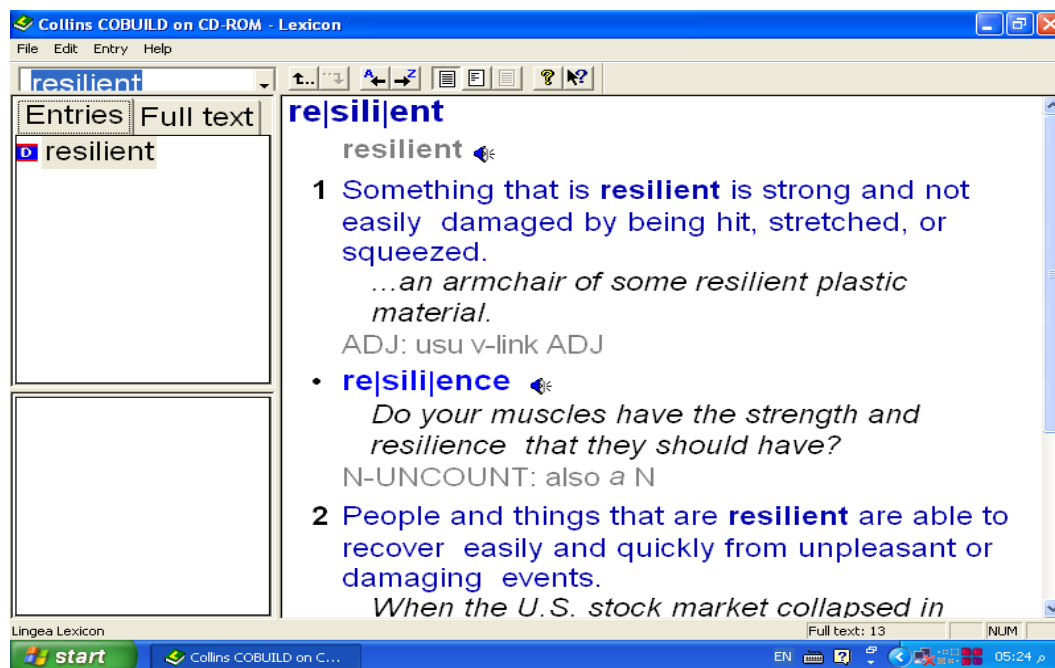 Collins COBUILD on CD-ROM - Lexicon
File Edit Entry Help
resilient
Entries Full text
resilient
re|sili|ent
resilient
1 Something that is resilient is strong and not
easily damaged by being hit, stretched, or
squeezed.
...an armchair of some resilient plastic
material.
ADJ: usu v-link ADJ
• re|sili|ence
Do your muscles have the strength and
resilience that they should have?
N-UNCOUNT: also a N
2 People and things that are resilient are able to
recover easily and quickly from unpleasant or
damaging events.
When the U.S. stock market collapsed in
Lingea Lexicon
Full text: 13
NUM
start
Collins COBUILD on C...
EN
05:24 م